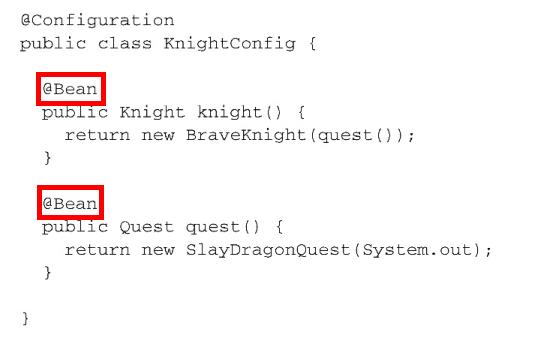 @Configuration
public class KnightConfig {
@Bean
public Knight knight() {
return new BraveKnight(quest());
}
@Bean
public Quest quest() {
return new SlayDragonQuest(System.out);
}
}